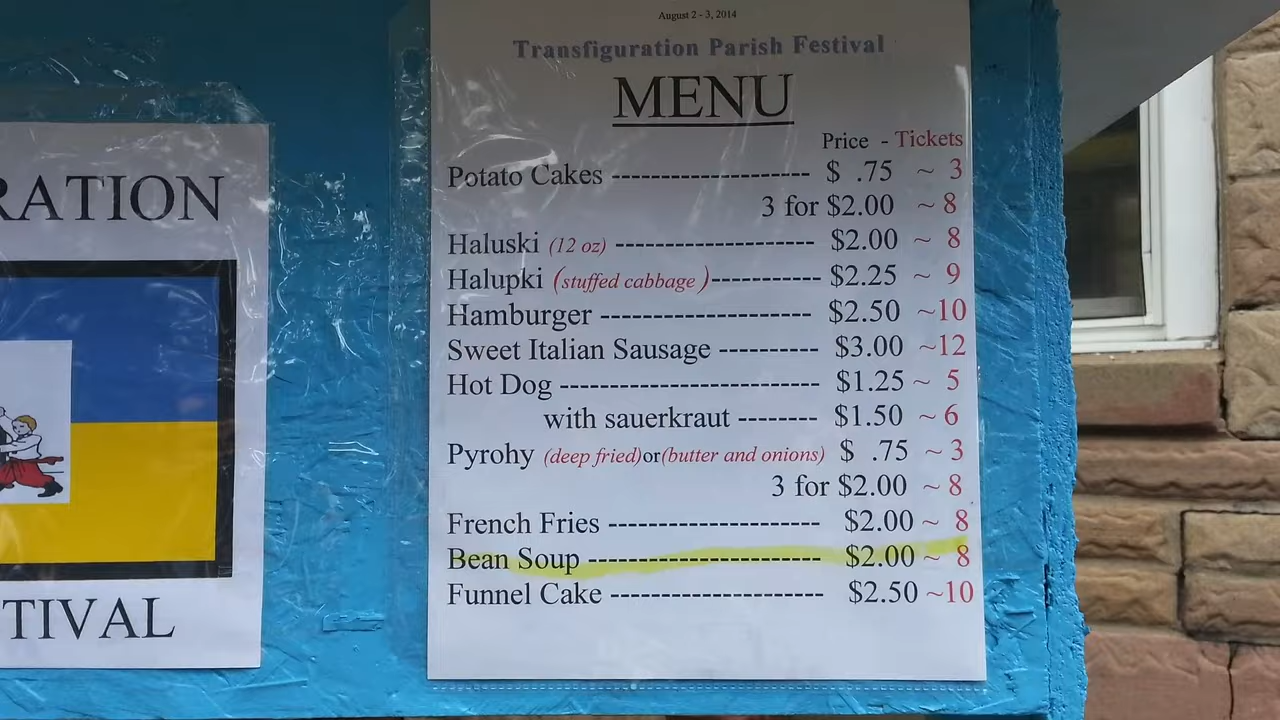 August 2 - 3, 2014
Transfiguration Parish Festival
MENU
Price - Tickets
Potato Cakes ---------------------- $ .75 ~ 3
3 for $2.00 ~ 8
Haluski (12 oz) ---------------------- $2.00 ~ 8
Halupki (stuffed cabbage )------------ $2.25 ~ 9
Hamburger ----------------------- $2.50 ~10
Sweet Italian Sausage ----------- $3.00 ~12
Hot Dog ---------------------------- $1.25 ~ 5
with sauerkraut --------- $1.50 ~ 6
Pyrohy (deep fried)or(butter and onions) $ .75 ~ 3
3 for $2.00 ~ 8
French Fries ----------------------- $2.00 ~ 8
Bean Soup -------------------------- $2.00 ~ 8
Funnel Cake ------------------------ $2.50 ~10
RATION
TIVAL